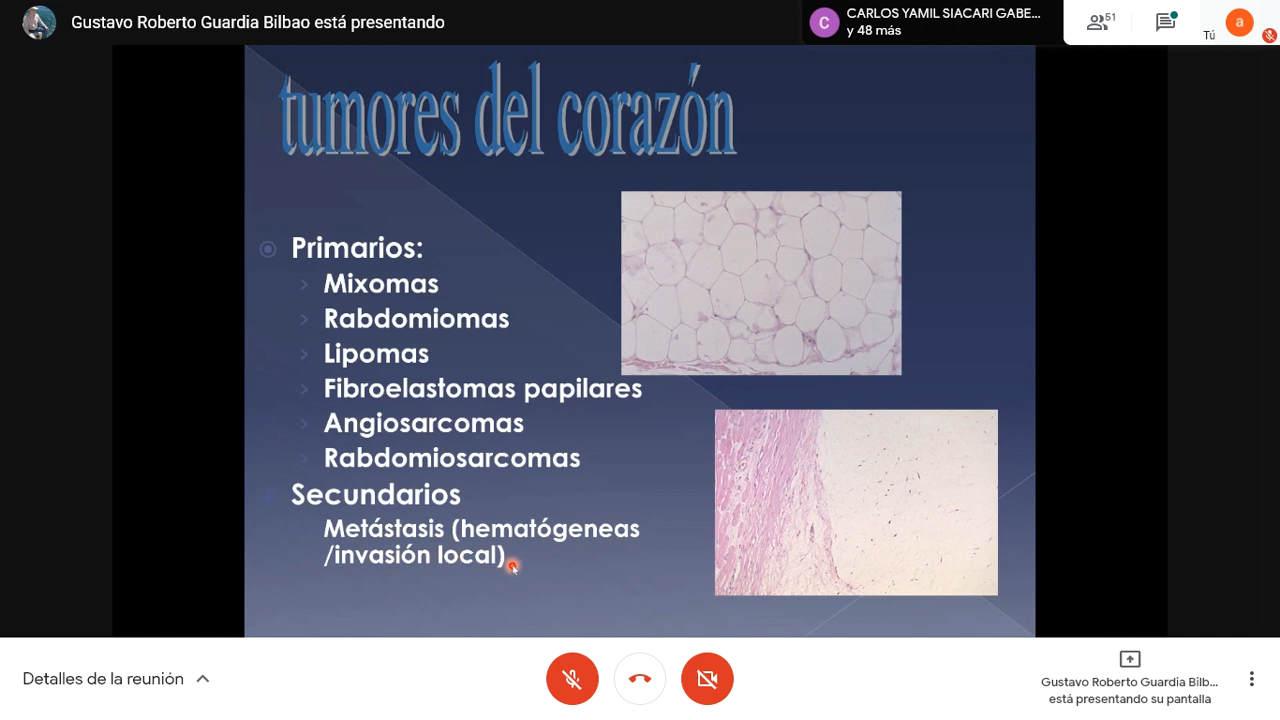 Gustavo Roberto Guardia Bilbao está presentando
C
CARLOS YAMIL SIACARI GABE...
y 48 más
51
Tú
a
tumores del corazón
Primarios:
Mixomas
Rabdomiomas
Lipomas
Fibroelastomas papilares
Angiosarcomas
Rabdomiosarcomas
Secundarios
Metástasis (hematógeneas
/invasión local)
Detalles de la reunión
Gustavo Roberto Guardia Bilb...
está presentando su pantalla